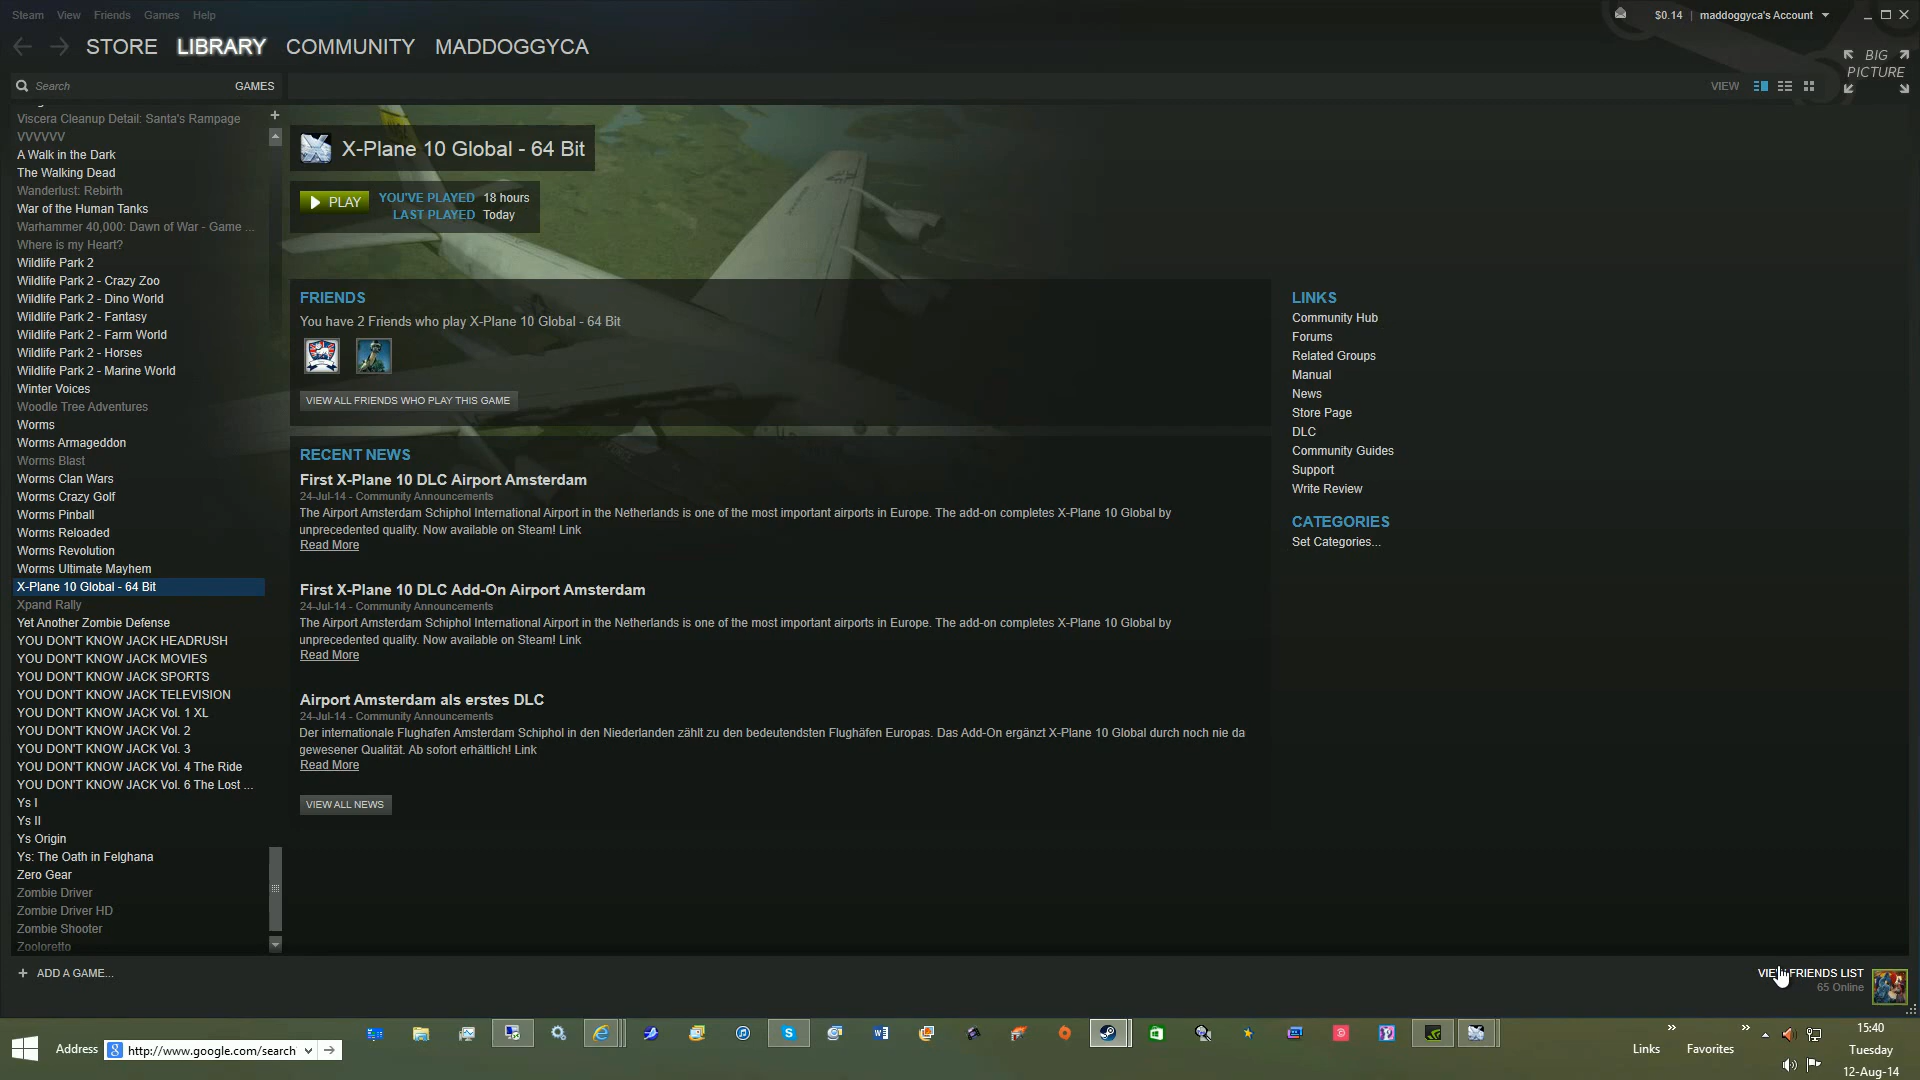 Steam View Friends Games Help
$0.14 | maddoggyca's Account
STORE LIBRARY COMMUNITY MADDOGGYCA
BIG PICTURE
Search GAMES
VIEW
Viscera Cleanup Detail: Santa's Rampage
VVVVVV
A Walk in the Dark
The Walking Dead
Wanderlust: Rebirth
War of the Human Tanks
Warhammer 40,000: Dawn of War - Game ...
Where is my Heart?
Wildlife Park 2
Wildlife Park 2 - Crazy Zoo
Wildlife Park 2 - Dino World
Wildlife Park 2 - Fantasy
Wildlife Park 2 - Farm World
Wildlife Park 2 - Horses
Wildlife Park 2 - Marine World
Winter Voices
Woodle Tree Adventures
Worms
Worms Armageddon
Worms Blast
Worms Clan Wars
Worms Crazy Golf
Worms Pinball
Worms Reloaded
Worms Revolution
Worms Ultimate Mayhem
X-Plane 10 Global - 64 Bit
Xpand Rally
Yet Another Zombie Defense
YOU DON'T KNOW JACK HEADRUSH
YOU DON'T KNOW JACK MOVIES
YOU DON'T KNOW JACK SPORTS
YOU DON'T KNOW JACK TELEVISION
YOU DON'T KNOW JACK Vol. 1 XL
YOU DON'T KNOW JACK Vol. 2
YOU DON'T KNOW JACK Vol. 3
YOU DON'T KNOW JACK Vol. 4 The Ride
YOU DON'T KNOW JACK Vol. 6 The Lost ...
Ys I
Ys II
Ys Origin
Ys: The Oath in Felghana
Zero Gear
Zombie Driver
Zombie Driver HD
Zombie Shooter
Zooloretto
+ ADD A GAME...
X-Plane 10 Global - 64 Bit
PLAY
YOU'VE PLAYED 18 hours
LAST PLAYED Today
FRIENDS
You have 2 Friends who play X-Plane 10 Global - 64 Bit
VIEW ALL FRIENDS WHO PLAY THIS GAME
RECENT NEWS
First X-Plane 10 DLC Airport Amsterdam
24-Jul-14 - Community Announcements
The Airport Amsterdam Schiphol International Airport in the Netherlands is one of the most important airports in Europe. The add-on completes X-Plane 10 Global by
unprecedented quality. Now available on Steam! Link
Read More
First X-Plane 10 DLC Add-On Airport Amsterdam
24-Jul-14 - Community Announcements
The Airport Amsterdam Schiphol International Airport in the Netherlands is one of the most important airports in Europe. The add-on completes X-Plane 10 Global by
unprecedented quality. Now available on Steam! Link
Read More
Airport Amsterdam als erstes DLC
24-Jul-14 - Community Announcements
Der internationale Flughafen Amsterdam Schiphol in den Niederlanden zählt zu den bedeutendsten Flughäfen Europas. Das Add-On ergänzt X-Plane 10 Global durch noch nie da
gewesener Qualität. Ab sofort erhältlich! Link
Read More
VIEW ALL NEWS
LINKS
Community Hub
Forums
Related Groups
Manual
News
Store Page
DLC
Community Guides
Support
Write Review
CATEGORIES
Set Categories...
VIEW FRIENDS LIST
65 Online
Address http://www.google.com/search
Links Favorites
15:40
Tuesday
12-Aug-14